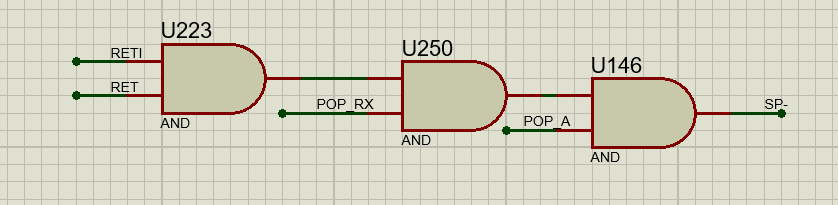 U223
RETI
RET
AND
U250
POP_RX
AND
U146
POP_A
AND
SP-